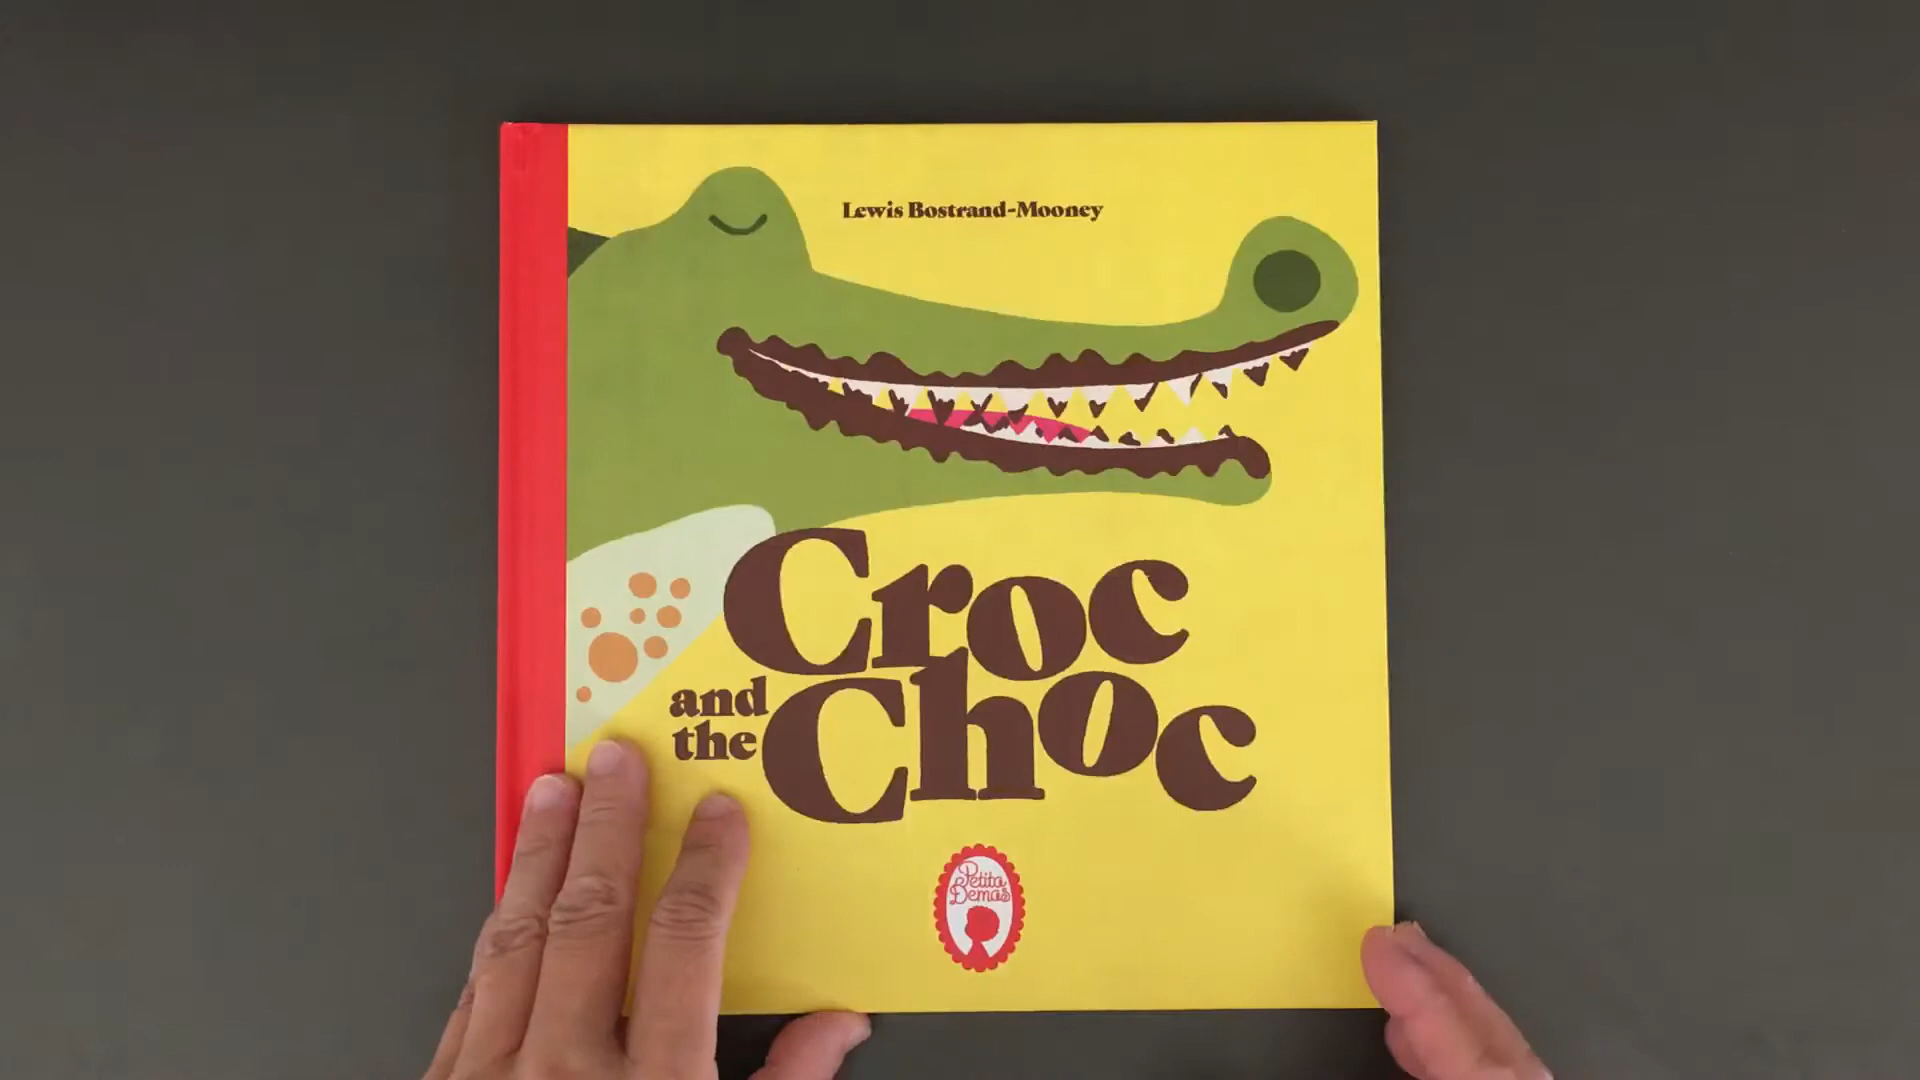 Lewis Bostrand-Mooney
Croc
and
the
Choc
Petita
Demas